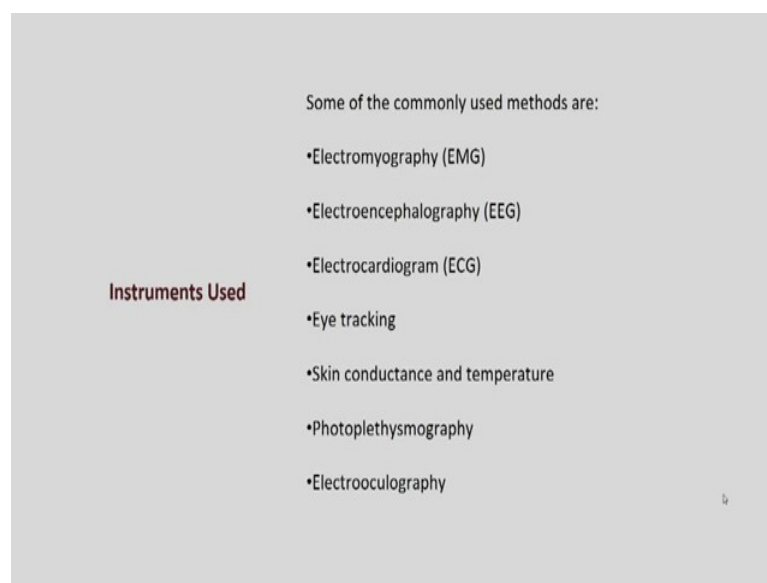 Instruments Used
Some of the commonly used methods are:
•Electromyography (EMG)
•Electroencephalography (EEG)
•Electrocardiogram (ECG)
•Eye tracking
•Skin conductance and temperature
•Photoplethysmography
•Electrooculography